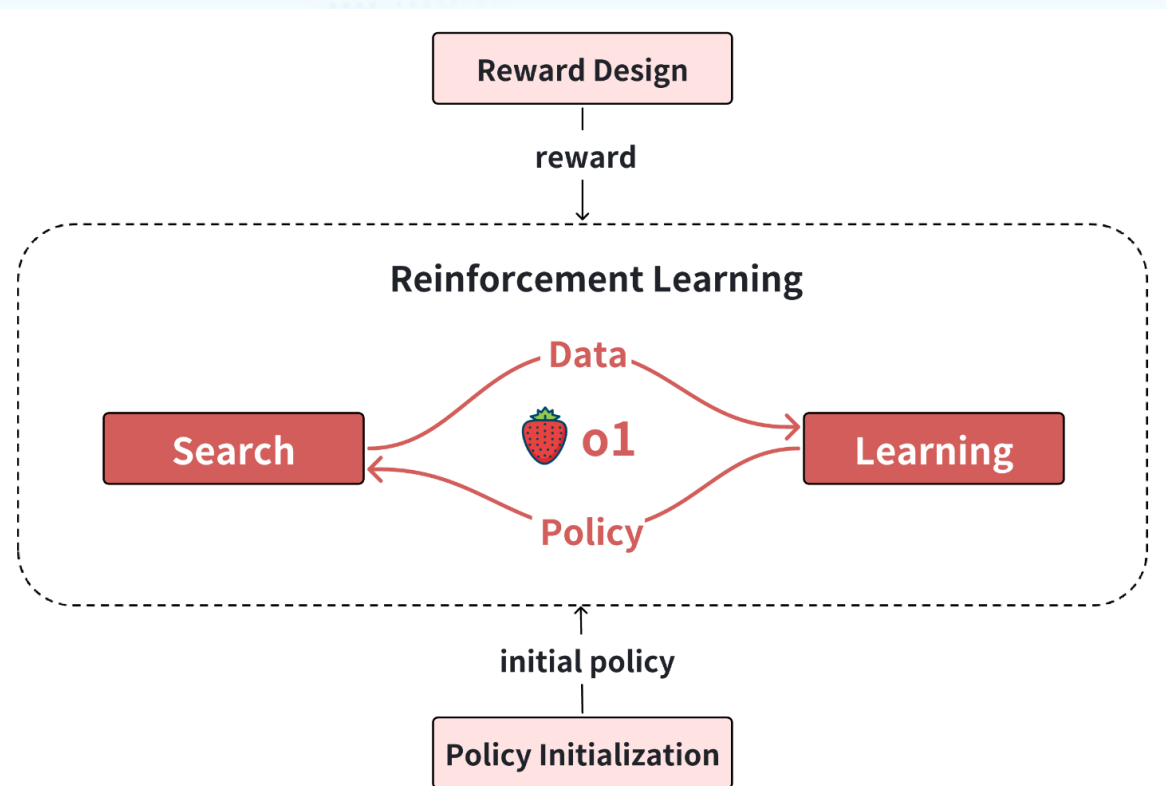 Reward Design
reward
Reinforcement Learning
Data
Search
o1
Learning
Policy
initial policy
Policy Initialization